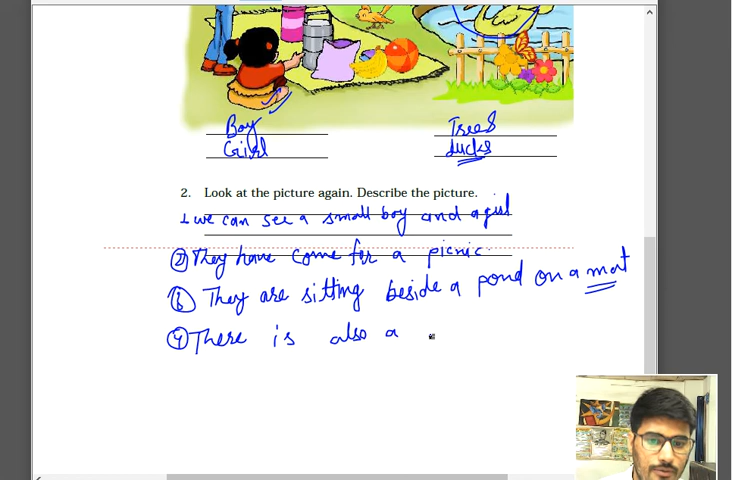 Boy
Girl
Trees
ducks
2. Look at the picture again. Describe the picture.
1 we can see a small boy and a girl
② They have come for a picnic.
③ They are sitting beside a pond on a mat
④ There is also a